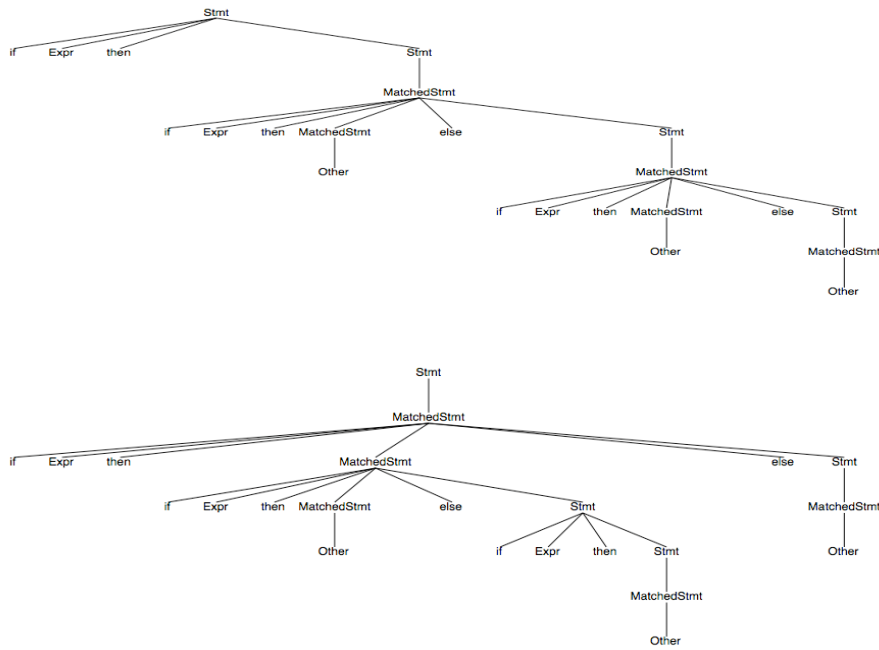 Stmt
if Expr then Stmt
MatchedStmt
if Expr then MatchedStmt else Stmt
Other MatchedStmt
if Expr then MatchedStmt else Stmt
Other MatchedStmt
Other
Stmt
MatchedStmt
if Expr then MatchedStmt else Stmt
if Expr then MatchedStmt else Stmt MatchedStmt
Other if Expr then Stmt Other
MatchedStmt
Other